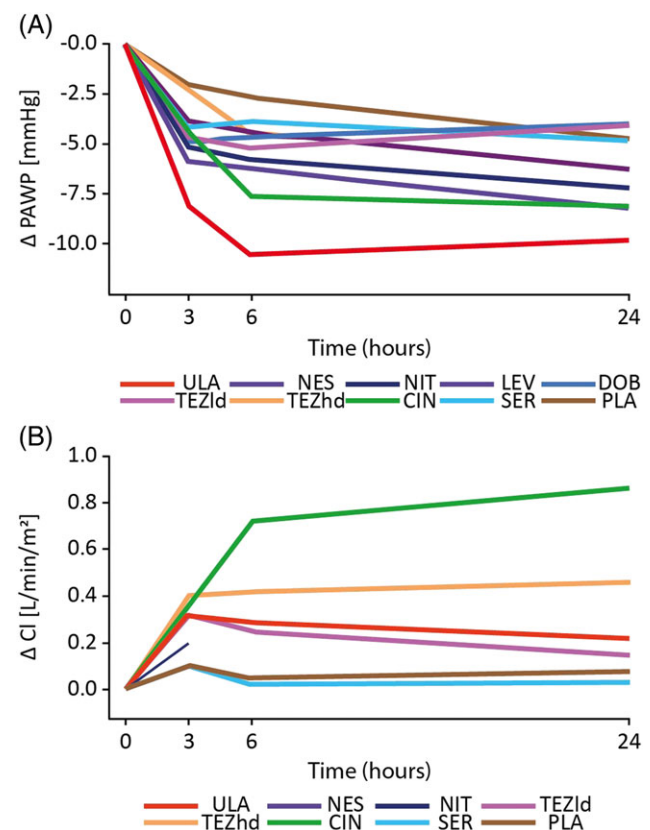 (A)
-0.0
-2.5
-5.0
-7.5
-10.0
Δ PAWP [mmHg]
0 3 6 24
Time (hours)
ULA NES NIT LEV DOB
TEZld TEZhd CIN SER PLA
(B)
1.0
0.8
0.6
0.4
0.2
0.0
Δ CI [L/min/m²]
0 3 6 24
Time (hours)
ULA NES NIT TEZld
TEZhd CIN SER PLA